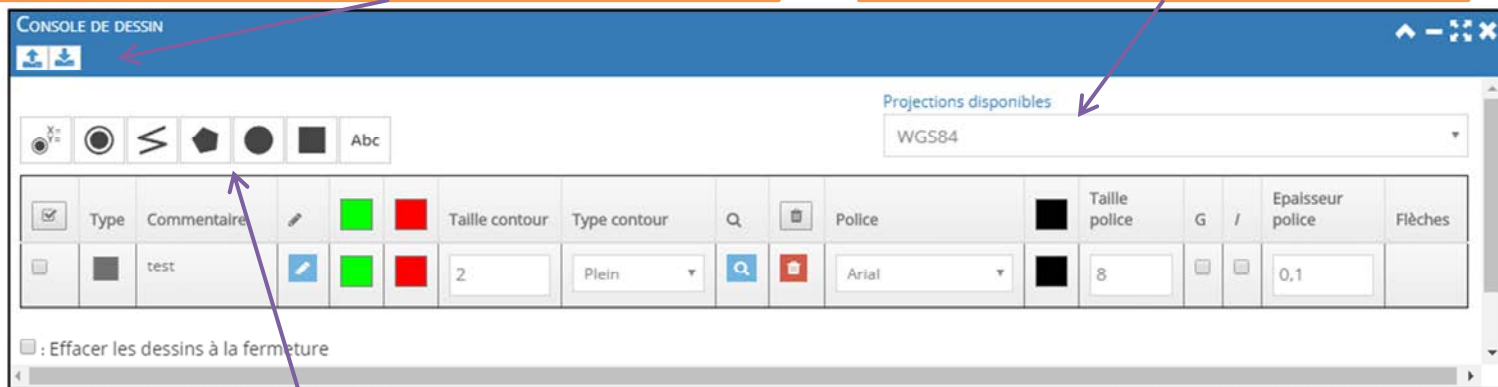 CONSOLE DE DESSIN
Projections disponibles
X=
Y=
Abc
WGS84
Type Commentaire Taille contour Type contour Police Taille police G I Epaisseur police Flèches
test 2 Plein Arial 8 0,1
: Effacer les dessins à la fermeture